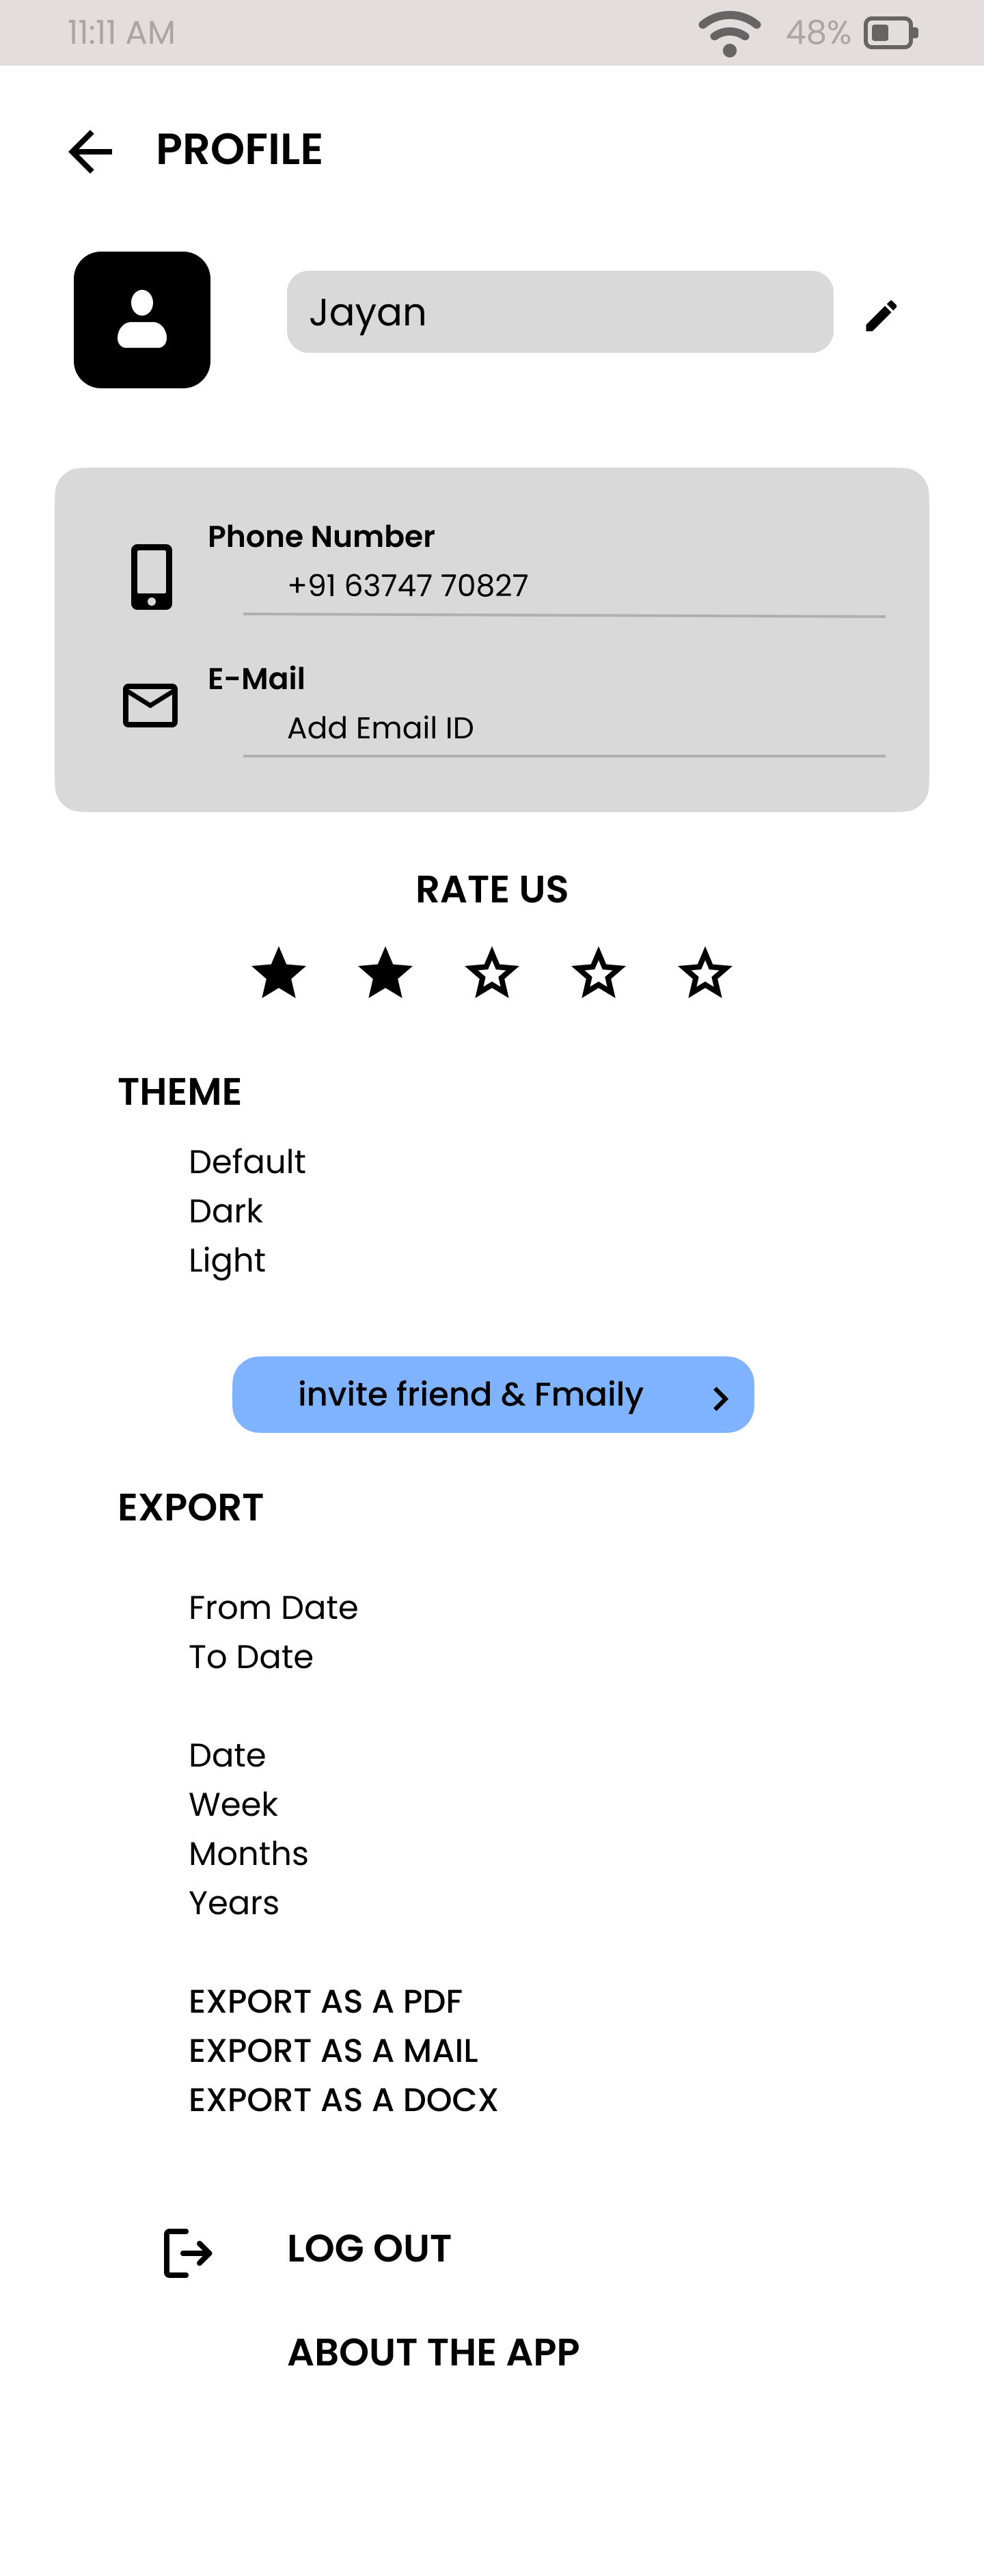 11:11 AM 48%
PROFILE
Jayan
Phone Number
+91 63747 70827
E-Mail
Add Email ID
RATE US
THEME
Default
Dark
Light
invite friend & Fmaily
EXPORT
From Date
To Date
Date
Week
Months
Years
EXPORT AS A PDF
EXPORT AS A MAIL
EXPORT AS A DOCX
LOG OUT
ABOUT THE APP